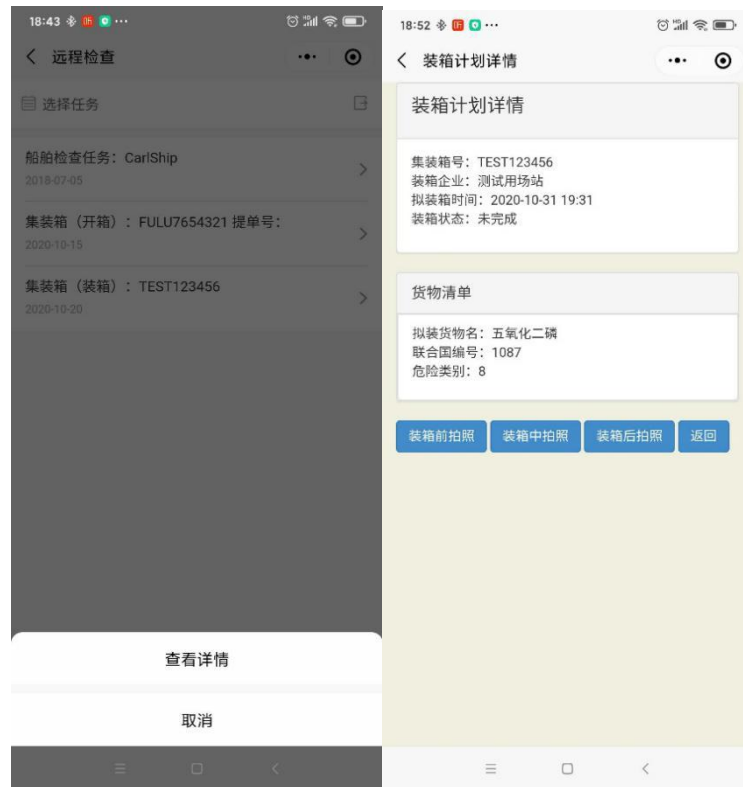 18:43
远程检查
选择任务
船舶检查任务：CarlShip
2018-07-05
集装箱（开箱）：FULU7654321 提单号：
2020-10-15
集装箱（装箱）：TEST123456
2020-10-20
查看详情
取消
18:52
装箱计划详情
装箱计划详情
集装箱号：TEST123456
装箱企业：测试用场站
拟装箱时间：2020-10-31 19:31
装箱状态：未完成
货物清单
拟装货物名：五氧化二磷
联合国编号：1087
危险类别：8
装箱前拍照 装箱中拍照 装箱后拍照 返回